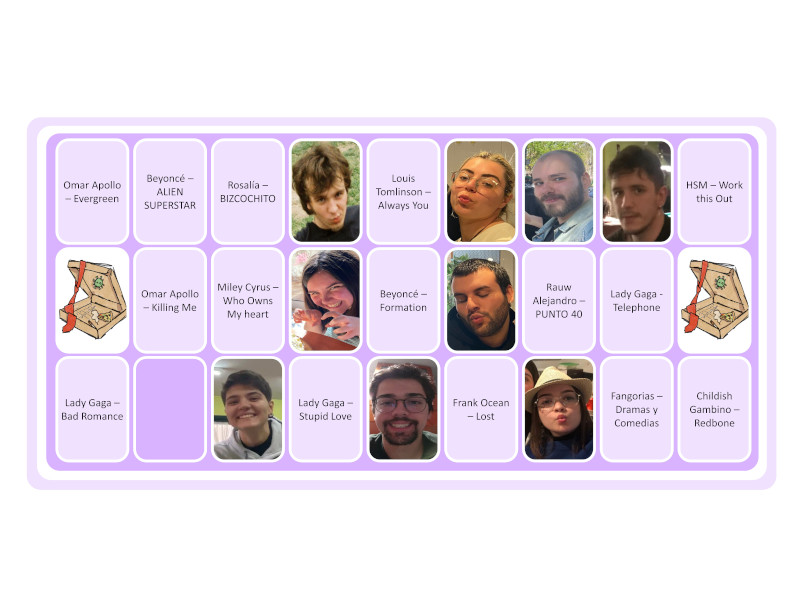 Omar Apollo
– Evergreen
Beyoncé –
ALIEN
SUPERSTAR
Rosalía –
BIZCOCHITO
Louis
Tomlinson –
Always You
HSM – Work
this Out
Omar Apollo
– Killing Me
Miley Cyrus –
Who Owns
My heart
Beyoncé –
Formation
Rauw
Alejandro –
PUNTO 40
Lady Gaga -
Telephone
Lady Gaga –
Bad Romance
Lady Gaga –
Stupid Love
Frank Ocean
– Lost
Fangorias –
Dramas y
Comedias
Childish
Gambino –
Redbone